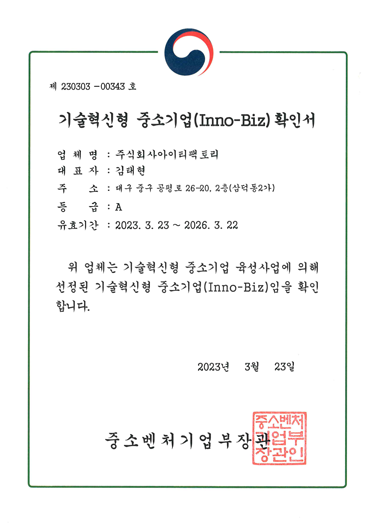 제 230303-00343 호
기술혁신형 중소기업(Inno-Biz) 확인서
업 체 명 : 주식회사아이티팩토리
대 표 자 : 김태현
주 소 : 대구 중구 공평로 26-20, 2층(삼덕동2가)
등 급 : A
유효기간 : 2023. 3. 23 ~ 2026. 3. 22
위 업체는 기술혁신형 중소기업 육성사업에 의해
선정된 기술혁신형 중소기업(Inno-Biz)임을 확인
합니다.
2023년 3월 23일
중소벤처기업부장관
중소벤처
기업부
장관인